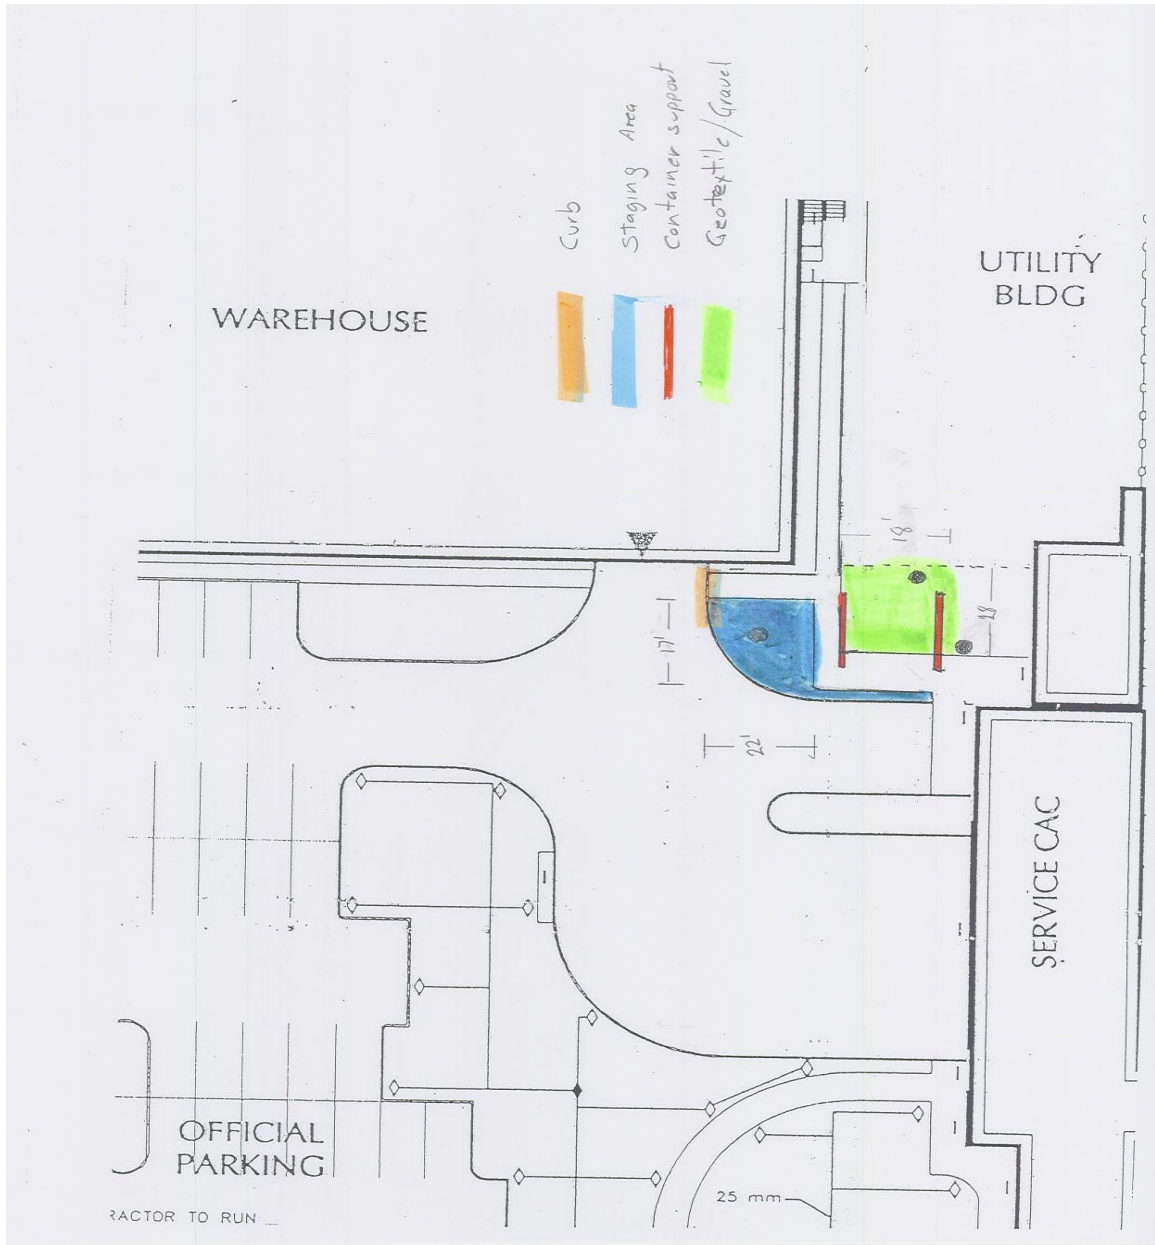 Curb
Staging Area
Container support
Geotextile/Gravel
UTILITY
BLDG
WAREHOUSE
18'
18
17'
22'
SERVICE CAC
OFFICIAL
PARKING
25 mm
RACTOR TO RUN